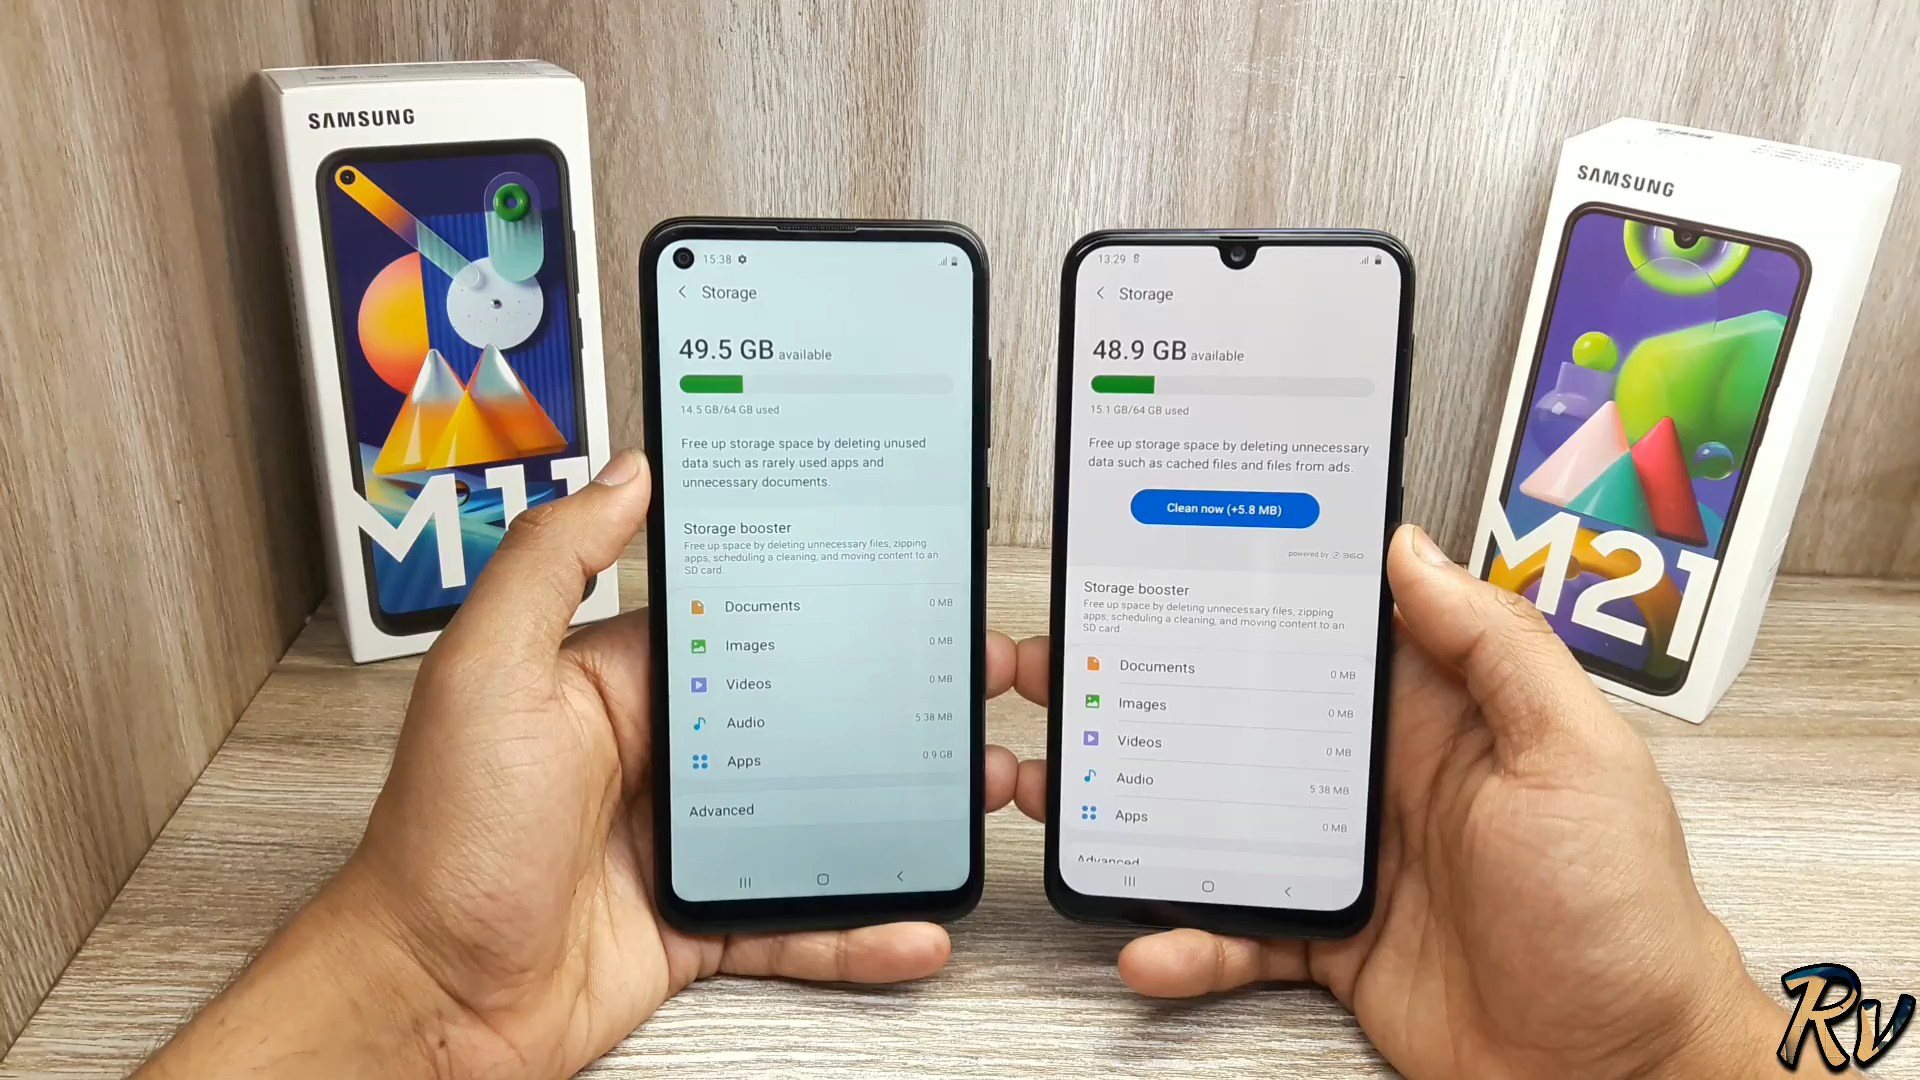 SAMSUNG
M11
15:38
Storage
49.5 GB available
14.5 GB/64 GB used
Free up storage space by deleting unused
data such as rarely used apps and
unnecessary documents.
Storage booster
Free up space by deleting unnecessary files, zipping
apps, scheduling a cleaning, and moving content to an
SD card.
Documents 0 MB
Images 0 MB
Videos 0 MB
Audio 5.38 MB
Apps 0.9 GB
Advanced
13:29
Storage
48.9 GB available
15.1 GB/64 GB used
Free up storage space by deleting unnecessary
data such as cached files and files from ads.
Clean now (+5.8 MB)
powered by 360
Storage booster
Free up space by deleting unnecessary files, zipping
apps, scheduling a cleaning, and moving content to an
SD card.
Documents 0 MB
Images 0 MB
Videos 0 MB
Audio 5.38 MB
Apps 0 MB
Advanced
SAMSUNG
M21
Rv